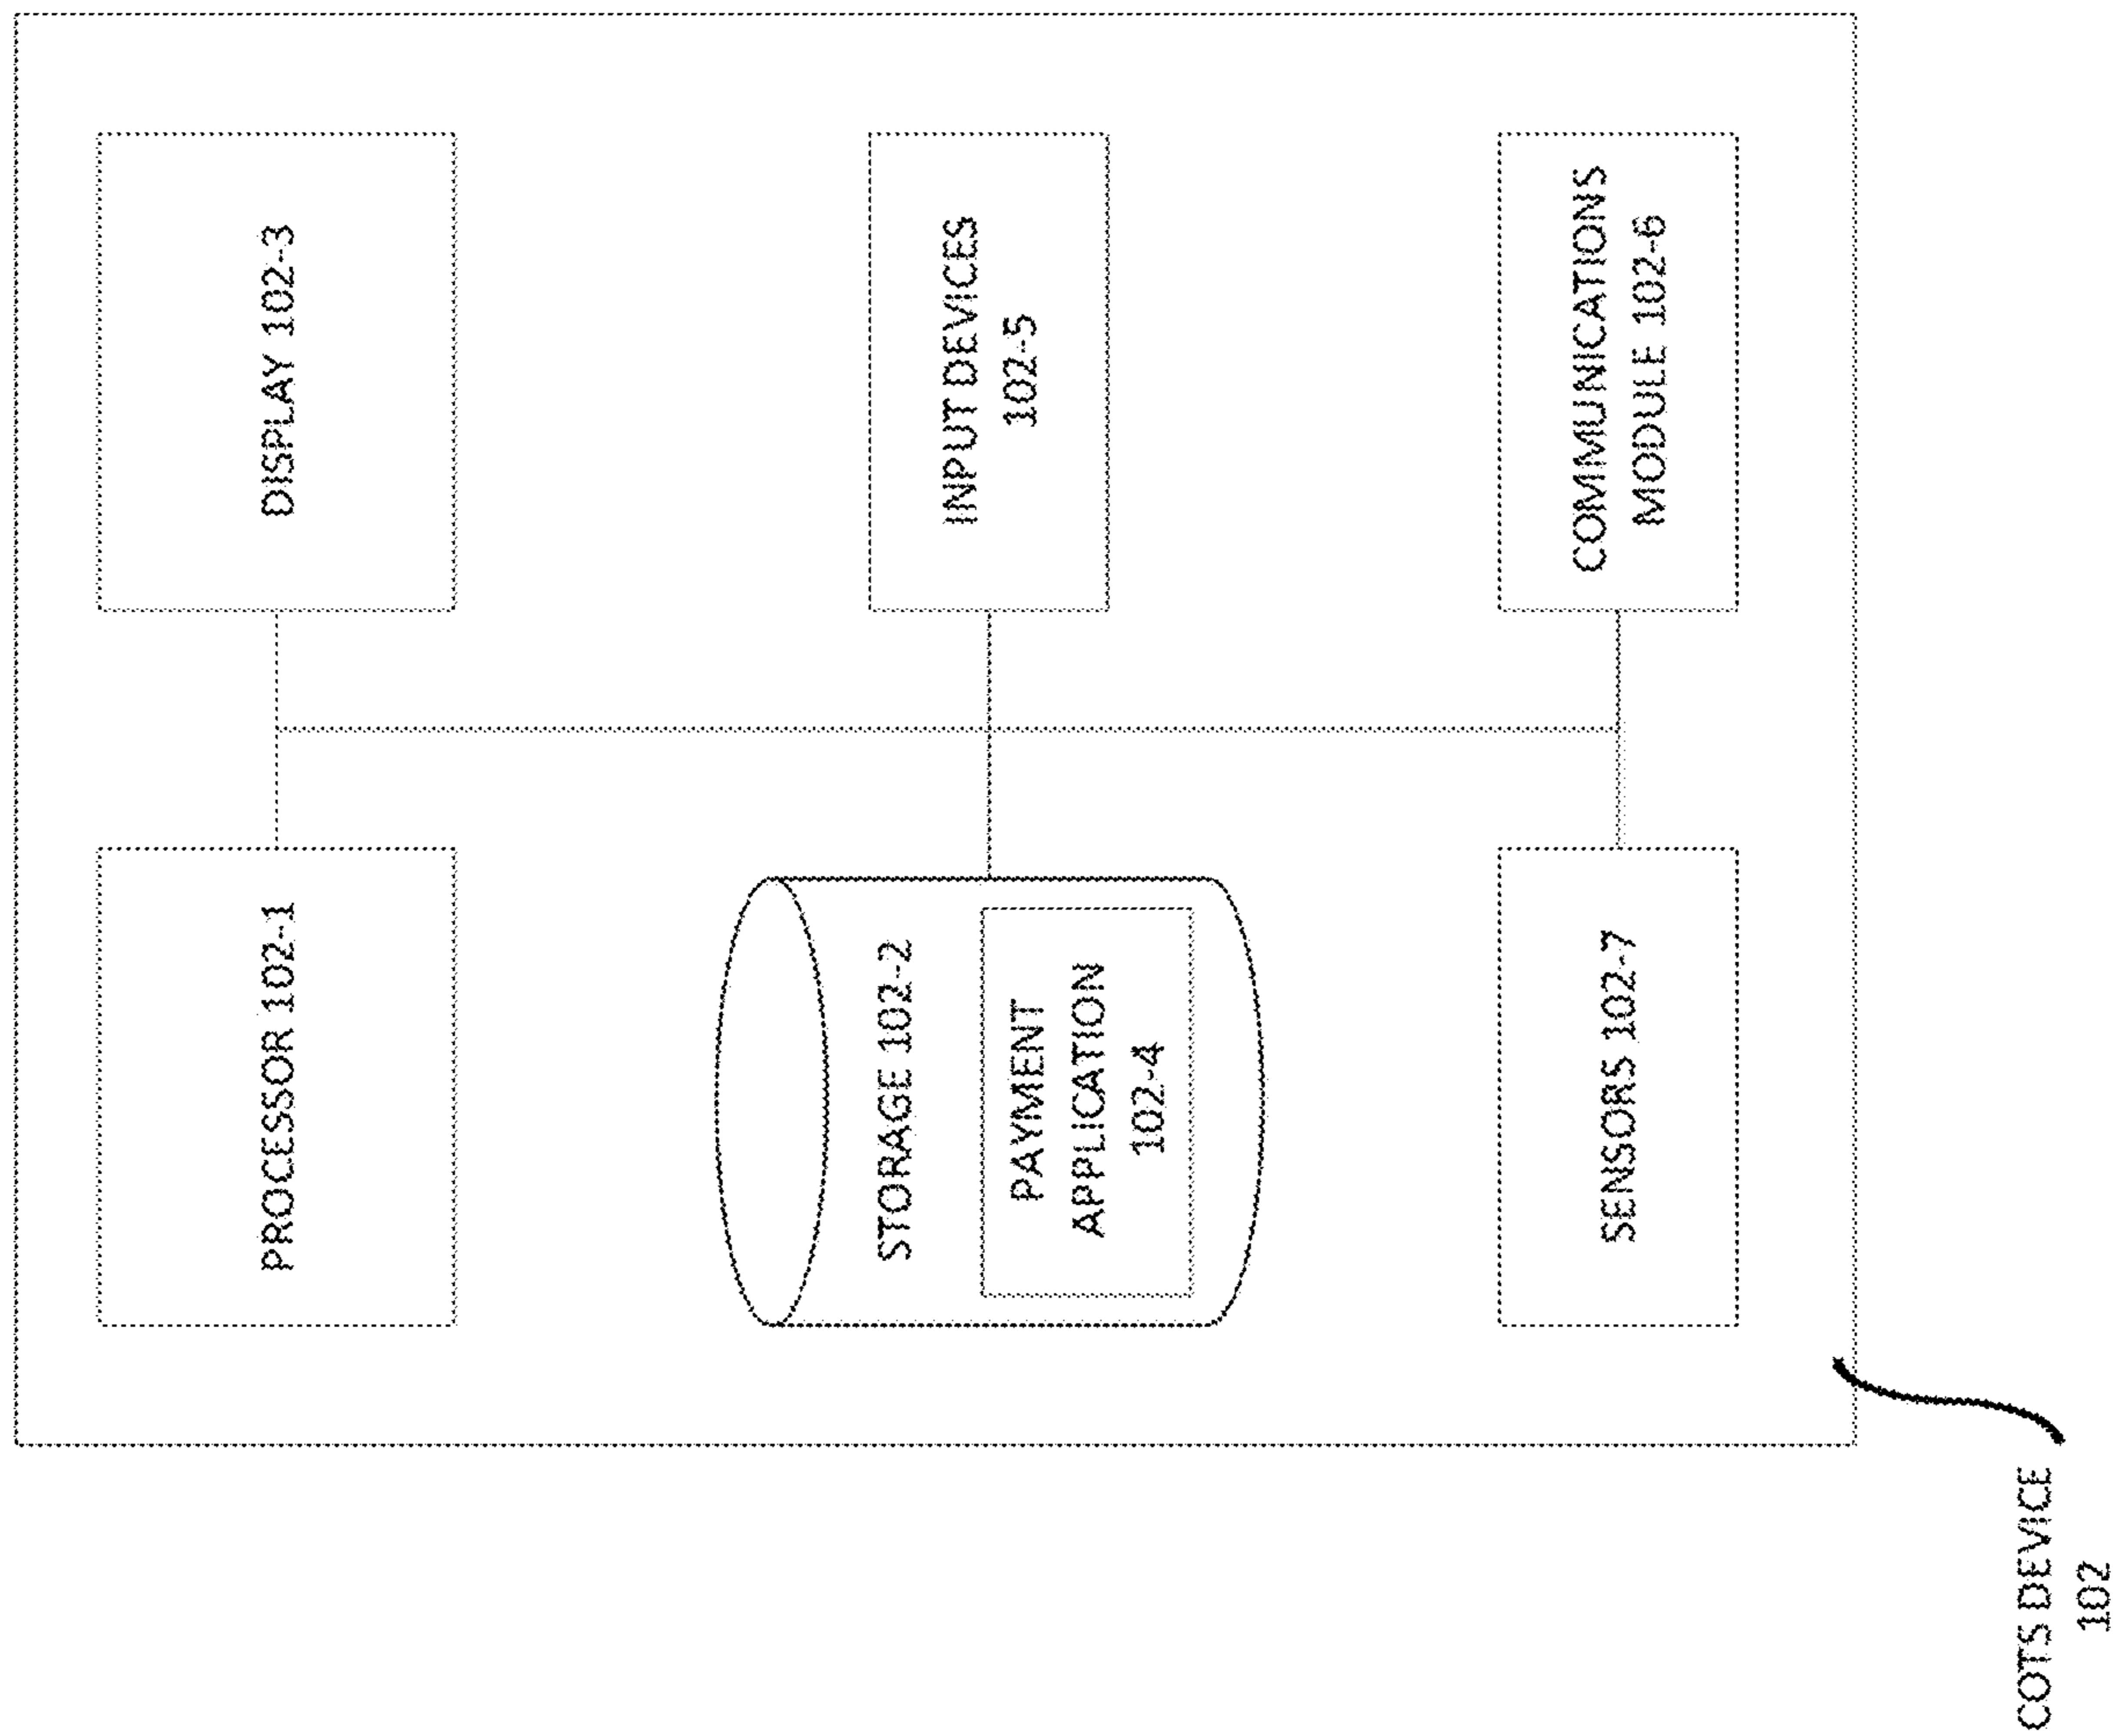 PROCESSOR 102-1
DISPLAY 102-3
STORAGE 102-2
PAYMENT
APPLICATION
102-4
INPUT DEVICES
102-5
SENSORS 102-7
COMMUNICATIONS
MODULE 102-6
COTS DEVICE
102